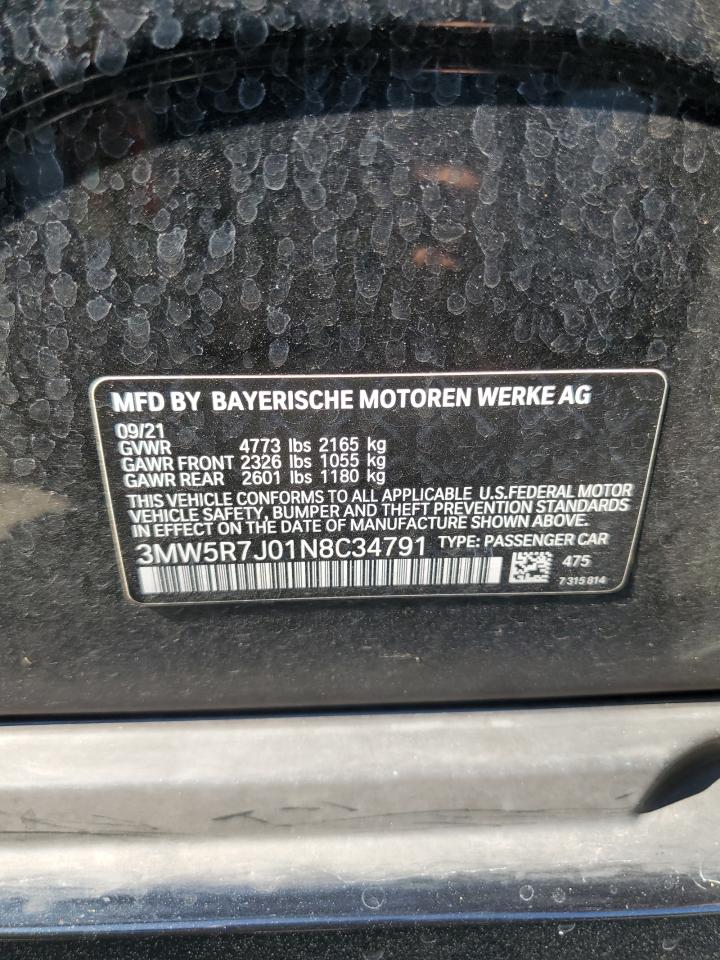 MFD BY BAYERISCHE MOTOREN WERKE AG
09/21
GVWR 4773 lbs 2165 kg
GAWR FRONT 2326 lbs 1055 kg
GAWR REAR 2601 lbs 1180 kg
THIS VEHICLE CONFORMS TO ALL APPLICABLE U.S.FEDERAL MOTOR
VEHICLE SAFETY, BUMPER AND THEFT PREVENTION STANDARDS
IN EFFECT ON THE DATE OF MANUFACTURE SHOWN ABOVE.
3MW5R7J01N8C34791 TYPE: PASSENGER CAR
475
7 315 814